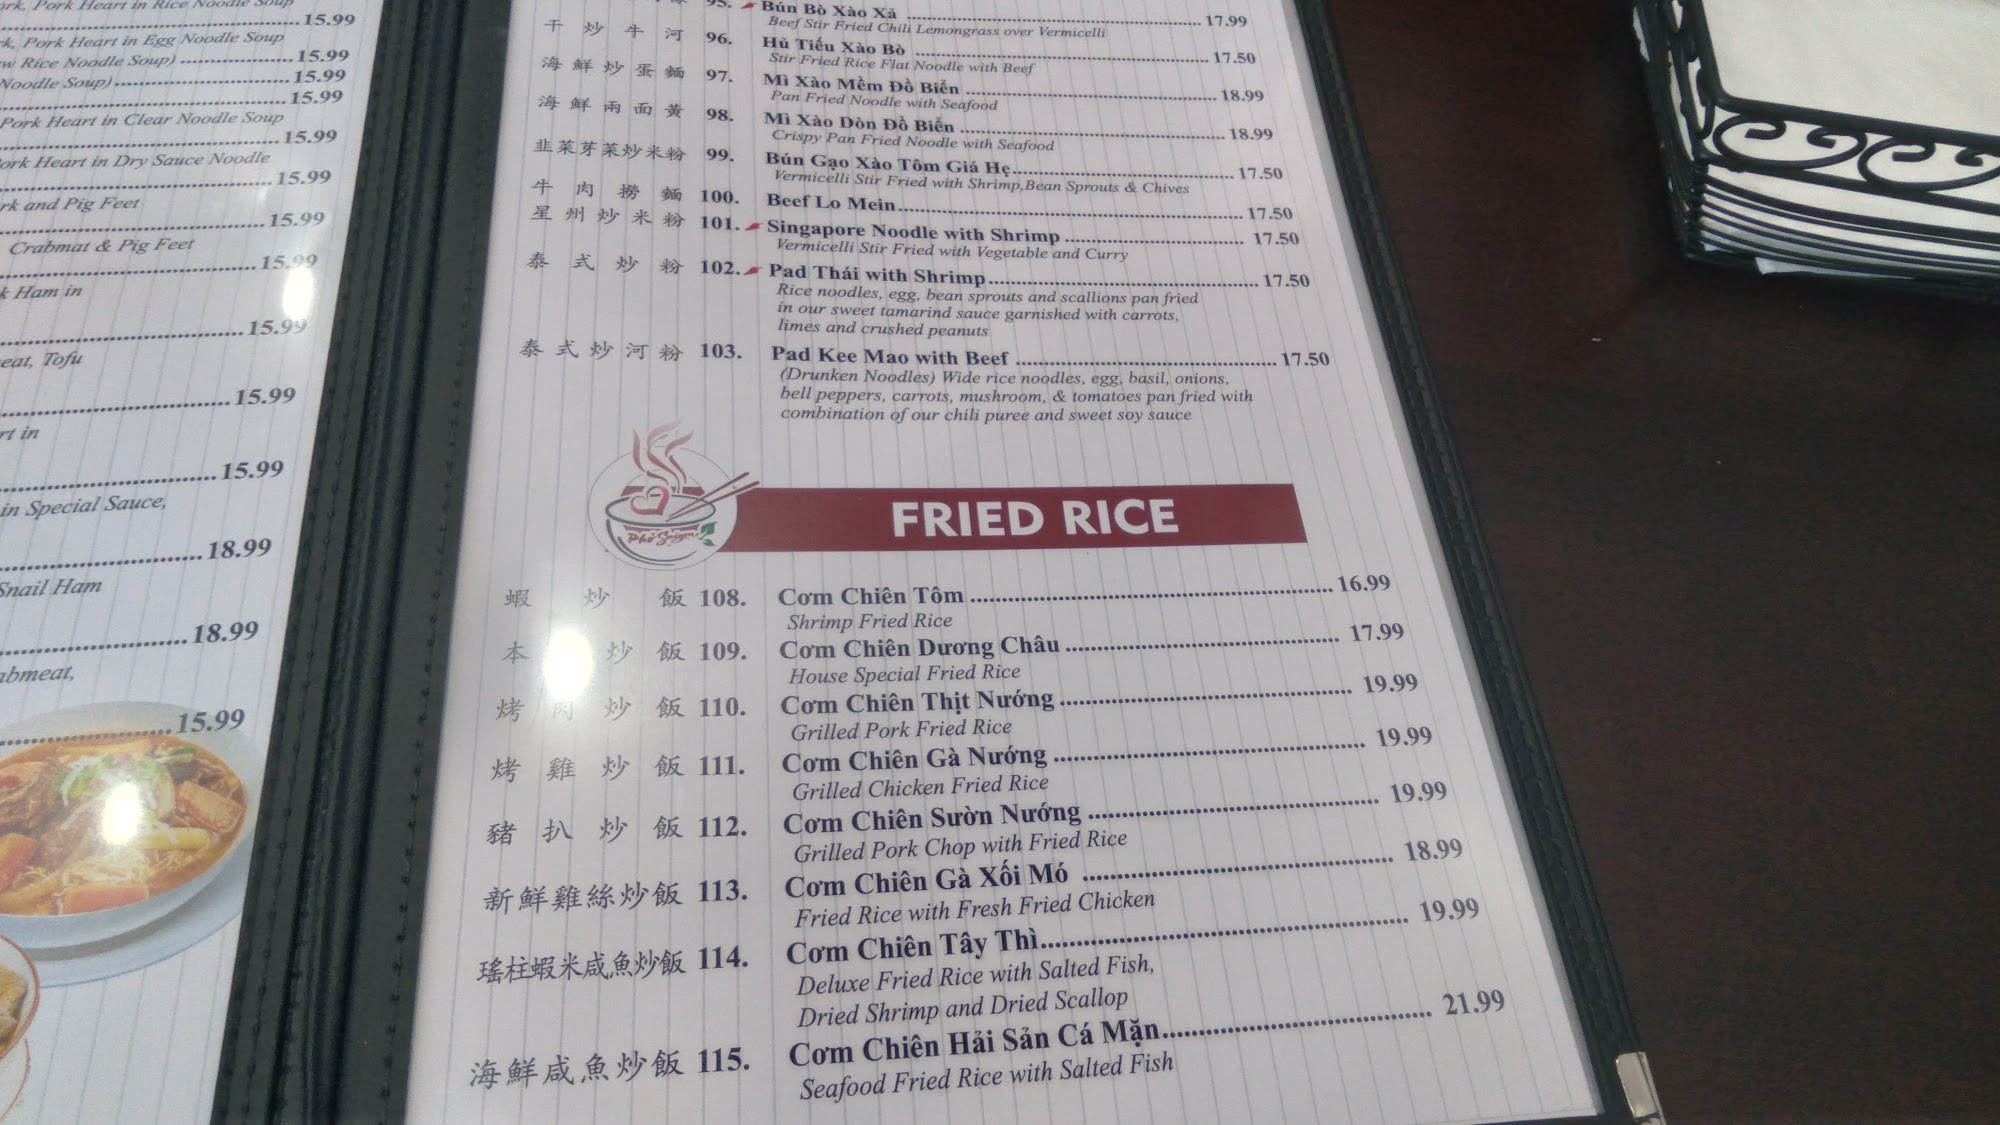 Pork, Pork Heart in Rice Noodle Soup
15.99
Pork Heart in Egg Noodle Soup
Rice Noodle Soup) 15.99
Noodle Soup) 15.99
15.99
Pork Heart in Clear Noodle Soup
15.99
Heart in Dry Sauce Noodle
15.99
and Pig Feet
15.99
Crabmat & Pig Feet
15.99
Ham in
15.99
Tofu
15.99
in
15.99
in Special Sauce,
18.99
Snail Ham
18.99
15.99
95. Bún Bò Xào Xả 17.99
Beef Stir Fried Chili Lemongrass over Vermicelli
干炒牛河 96. Hủ Tiếu Xào Bò 17.50
Stir Fried Rice Flat Noodle with Beef
海鮮炒蛋麵 97. Mì Xào Mềm Đồ Biển 18.99
Pan Fried Noodle with Seafood
海鮮兩面黃 98. Mì Xào Dòn Đồ Biển 18.99
Crispy Pan Fried Noodle with Seafood
韭菜芽菜炒米粉 99. Bún Gạo Xào Tôm Giá Hẹ 17.50
Vermicelli Stir Fried with Shrimp,Bean Sprouts & Chives
牛肉撈麵 100. Beef Lo Mein 17.50
星州炒米粉 101. Singapore Noodle with Shrimp 17.50
Vermicelli Stir Fried with Vegetable and Curry
泰式炒粉 102. Pad Thái with Shrimp 17.50
Rice noodles, egg, bean sprouts and scallions pan fried
in our sweet tamarind sauce garnished with carrots,
limes and crushed peanuts
泰式炒河粉 103. Pad Kee Mao with Beef 17.50
(Drunken Noodles) Wide rice noodles, egg, basil, onions,
bell peppers, carrots, mushroom, & tomatoes pan fried with
combination of our chili puree and sweet soy sauce
Phở Saigon
FRIED RICE
蝦炒飯 108. Cơm Chiên Tôm 16.99
Shrimp Fried Rice
本炒飯 109. Cơm Chiên Dương Châu 17.99
House Special Fried Rice
烤肉炒飯 110. Cơm Chiên Thịt Nướng 19.99
Grilled Pork Fried Rice
烤雞炒飯 111. Cơm Chiên Gà Nướng 19.99
Grilled Chicken Fried Rice
豬扒炒飯 112. Cơm Chiên Sườn Nướng 19.99
Grilled Pork Chop with Fried Rice
新鮮雞絲炒飯 113. Cơm Chiên Gà Xối Mó 18.99
Fried Rice with Fresh Fried Chicken
瑤柱蝦米咸魚炒飯 114. Cơm Chiên Tây Thì 19.99
Deluxe Fried Rice with Salted Fish,
Dried Shrimp and Dried Scallop
海鮮咸魚炒飯 115. Cơm Chiên Hải Sản Cá Mặn 21.99
Seafood Fried Rice with Salted Fish